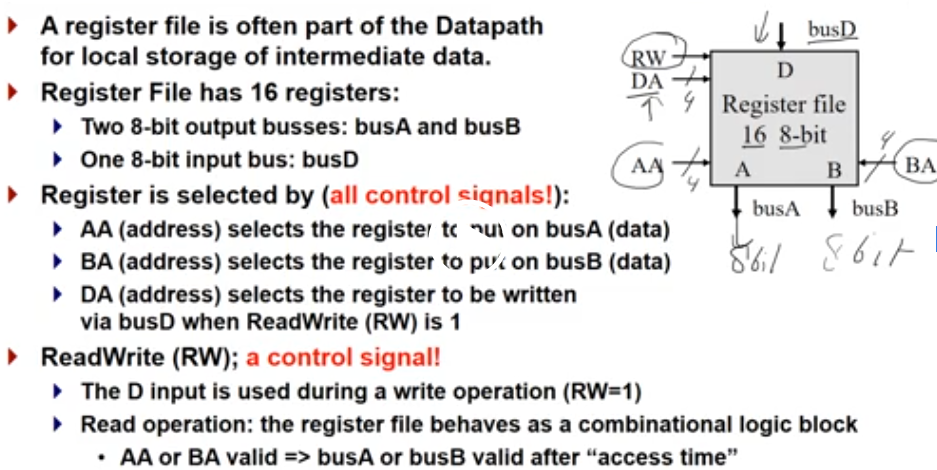 A register file is often part of the Datapath
for local storage of intermediate data.
Register File has 16 registers:
Two 8-bit output busses: busA and busB
One 8-bit input bus: busD
Register is selected by (all control signals!):
AA (address) selects the register to put on busA (data)
BA (address) selects the register to put on busB (data)
DA (address) selects the register to be written
via busD when ReadWrite (RW) is 1
ReadWrite (RW); a control signal!
The D input is used during a write operation (RW=1)
Read operation: the register file behaves as a combinational logic block
• AA or BA valid => busA or busB valid after “access time”
busD
RW
D
DA
4
Register file
16 8-bit
4
AA
A
B
BA
4
busA
busB
8bit
8bit